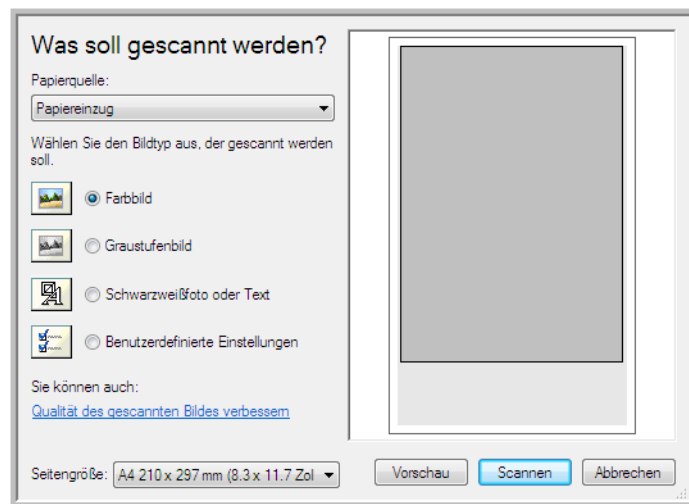 Was soll gescannt werden?
Papierquelle:
Papiereinzug
Wählen Sie den Bildtyp aus, der gescannt werden
soll.
Farbbild
Graustufenbild
Schwarzweißfoto oder Text
Benutzerdefinierte Einstellungen
Sie können auch:
Qualität des gescannten Bildes verbessern
Seitengröße: A4 210 x 297 mm (8.3 x 11.7 Zol
Vorschau Scannen Abbrechen